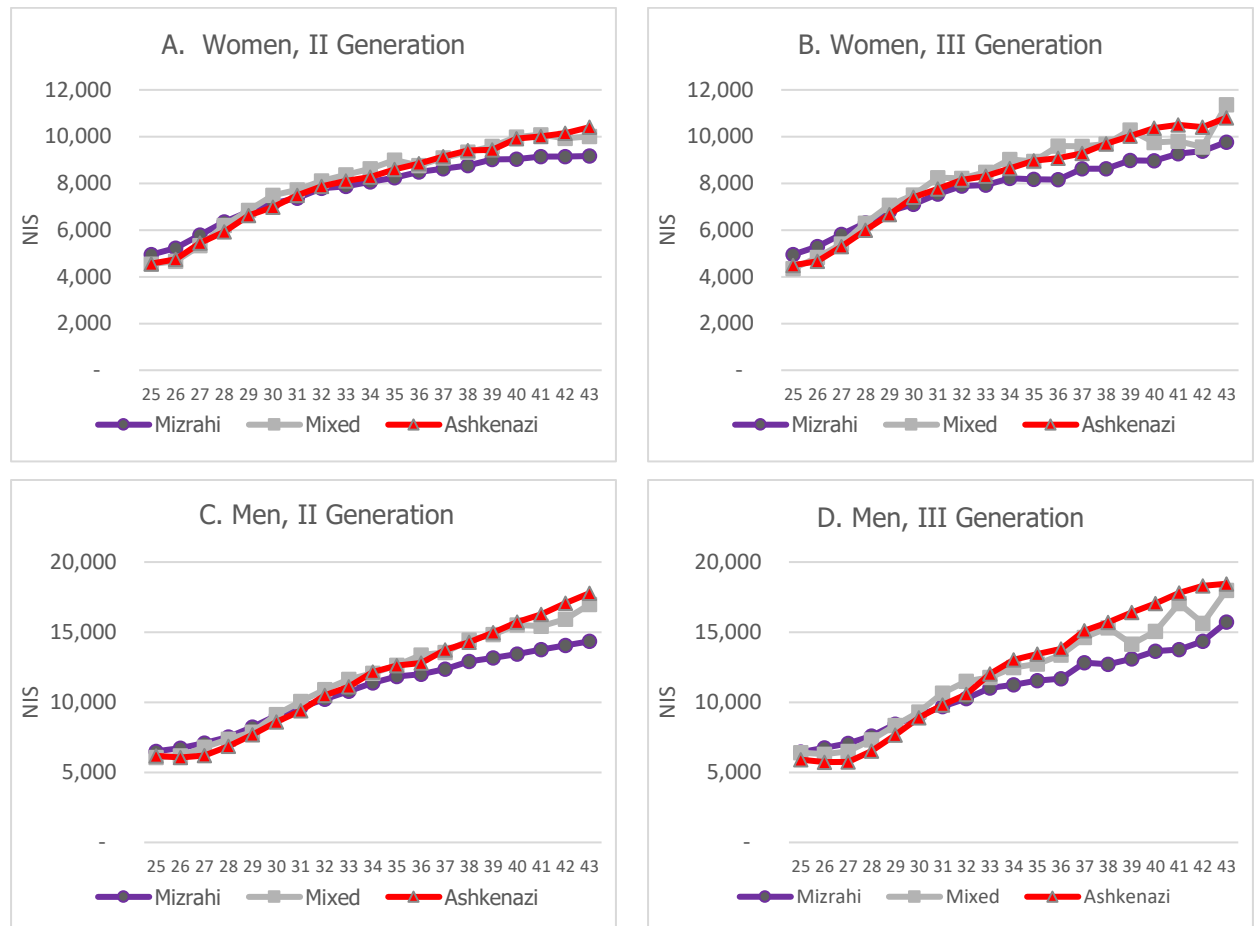 A. Women, II Generation
12,000
10,000
8,000
6,000
4,000
2,000
-
NIS
25 26 27 28 29 30 31 32 33 34 35 36 37 38 39 40 41 42 43
Mizrahi Mixed Ashkenazi
B. Women, III Generation
12,000
10,000
8,000
6,000
4,000
2,000
-
NIS
25 26 27 28 29 30 31 32 33 34 35 36 37 38 39 40 41 42 43
Mizrahi Mixed Ashkenazi
C. Men, II Generation
20,000
15,000
10,000
5,000
-
NIS
25 26 27 28 29 30 31 32 33 34 35 36 37 38 39 40 41 42 43
Mizrahi Mixed Ashkenazi
D. Men, III Generation
20,000
15,000
10,000
5,000
-
NIS
25 26 27 28 29 30 31 32 33 34 35 36 37 38 39 40 41 42 43
Mizrahi Mixed Ashkenazi